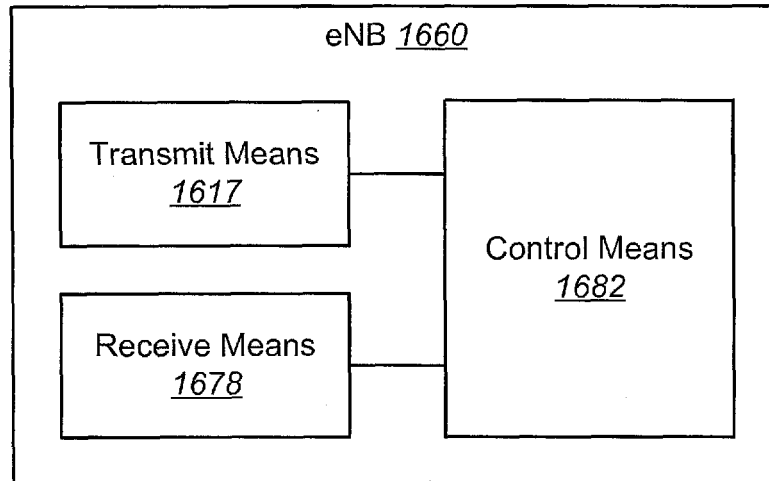 eNB 1660
Transmit Means
1617
Receive Means
1678
Control Means
1682